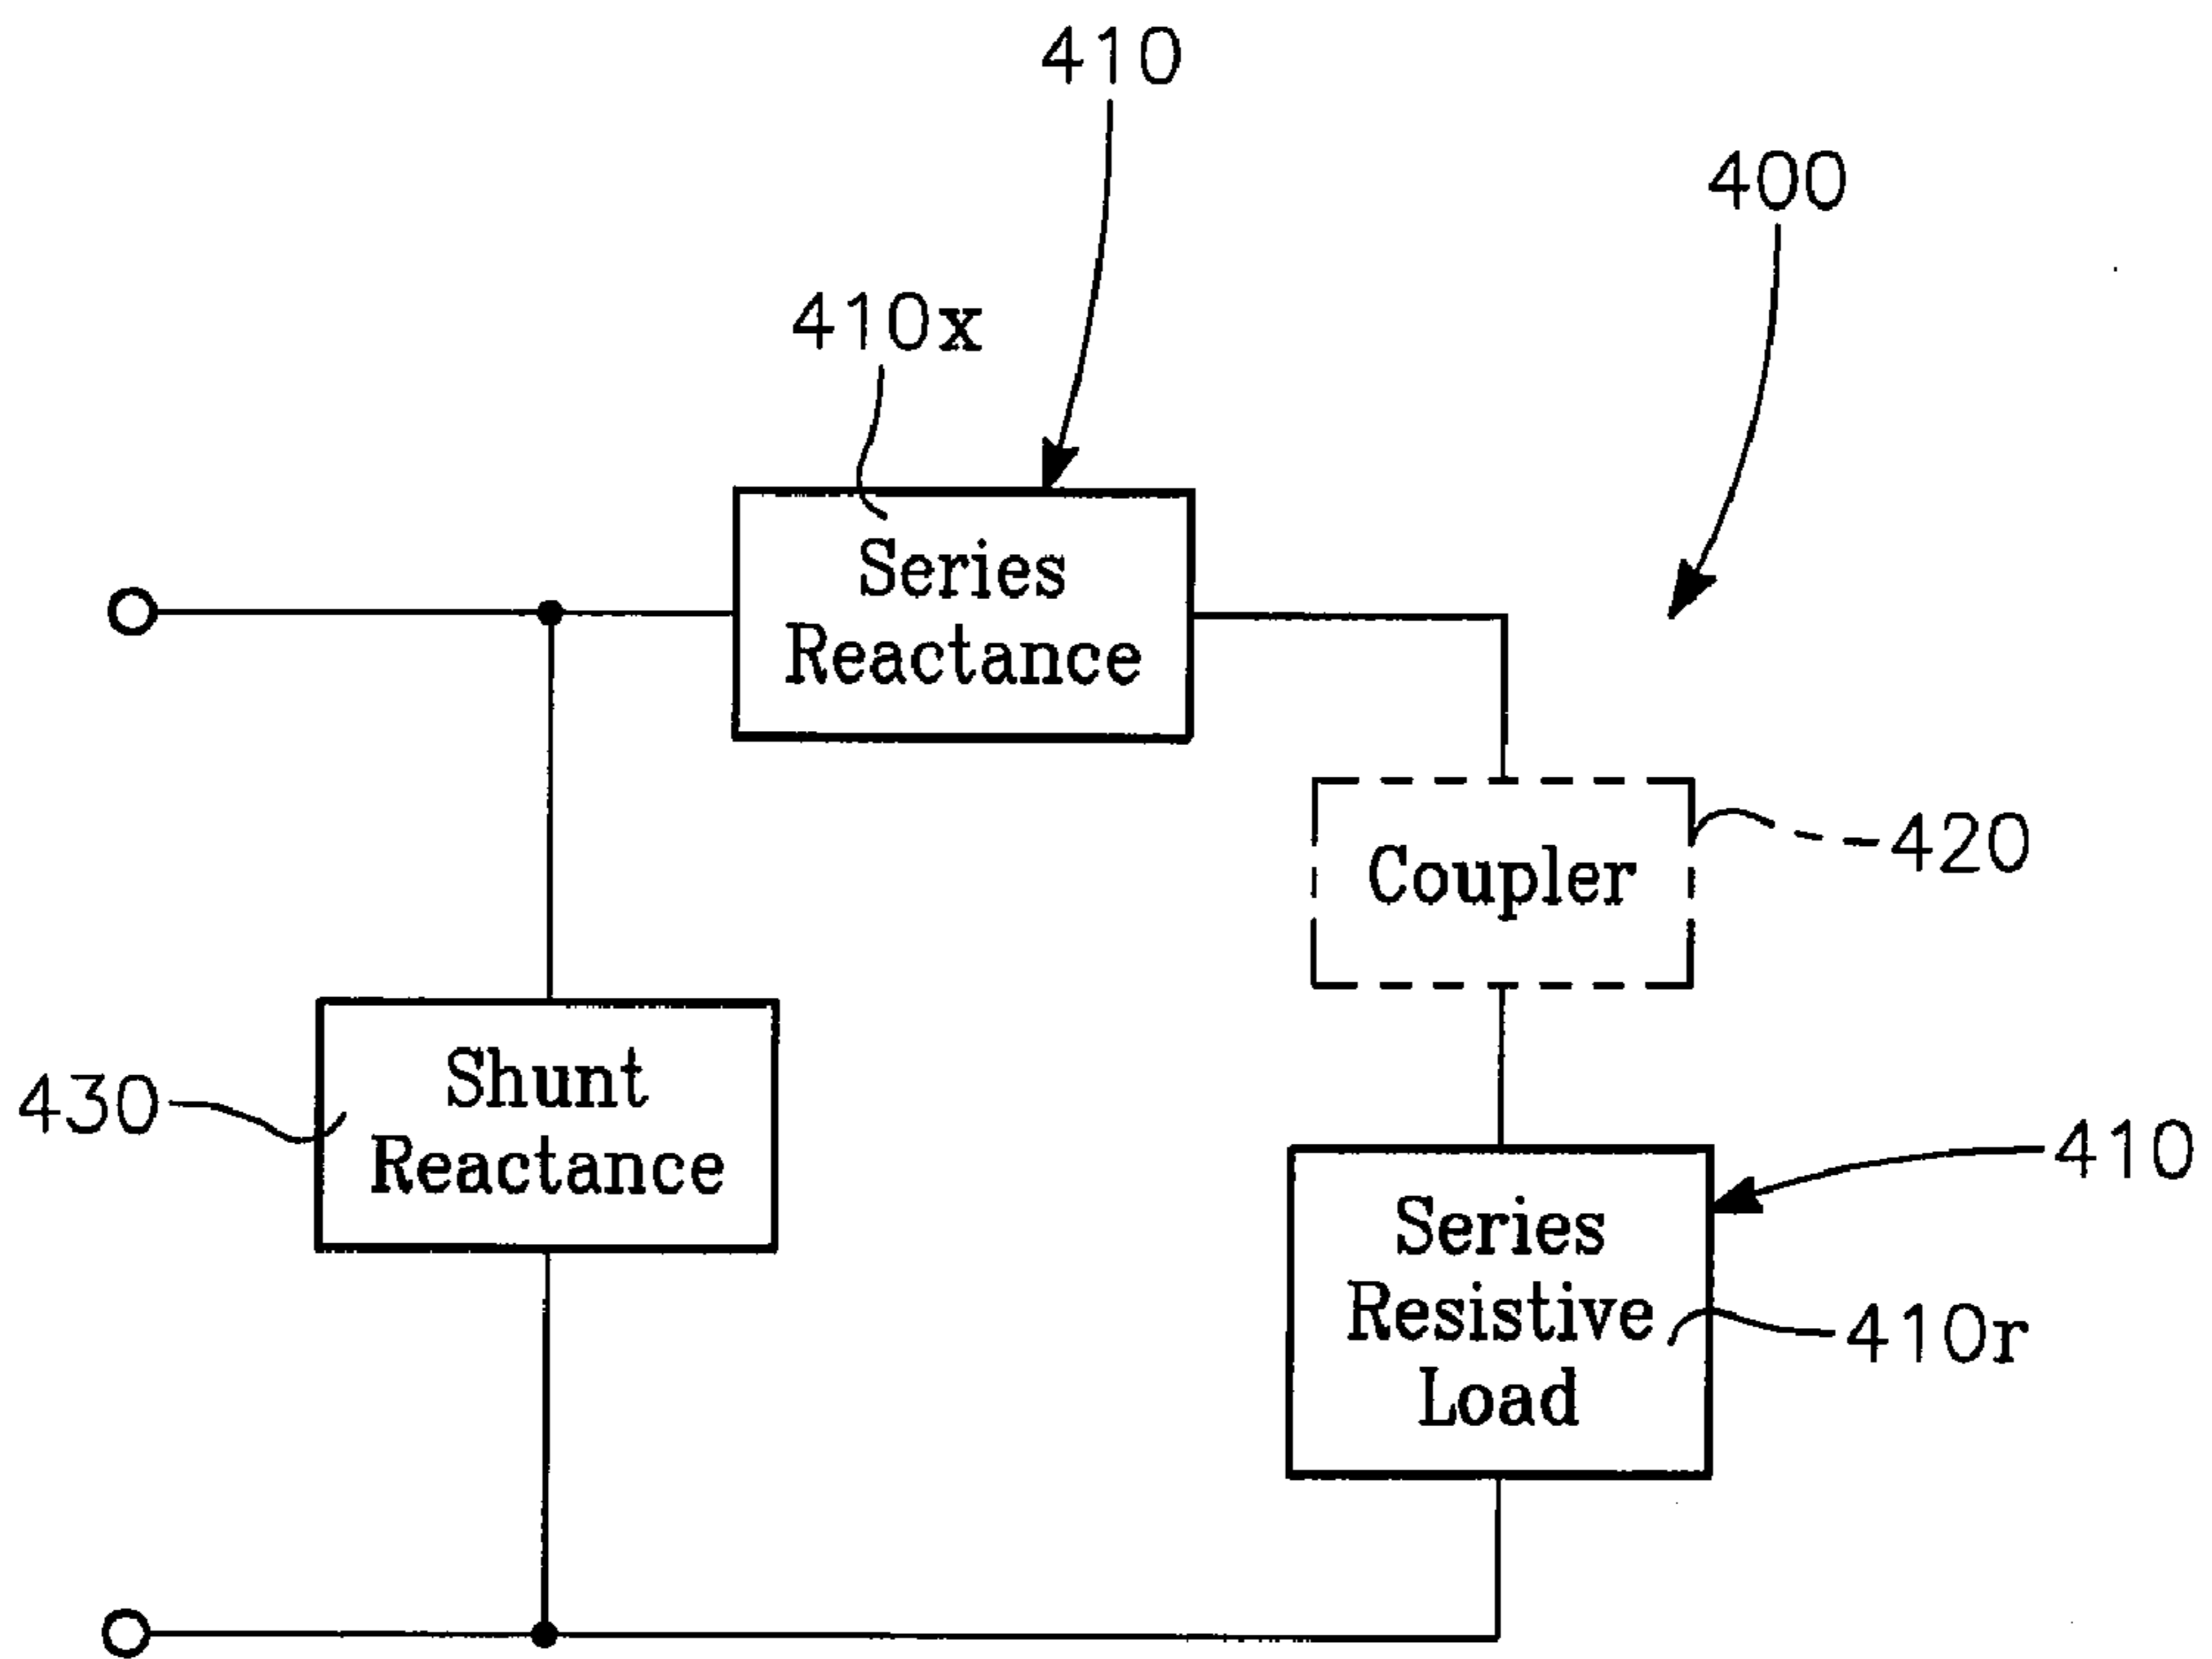 410
400
410x
Series
Reactance
Coupler
420
430
Shunt
Reactance
410
Series
Resistive
Load
410r